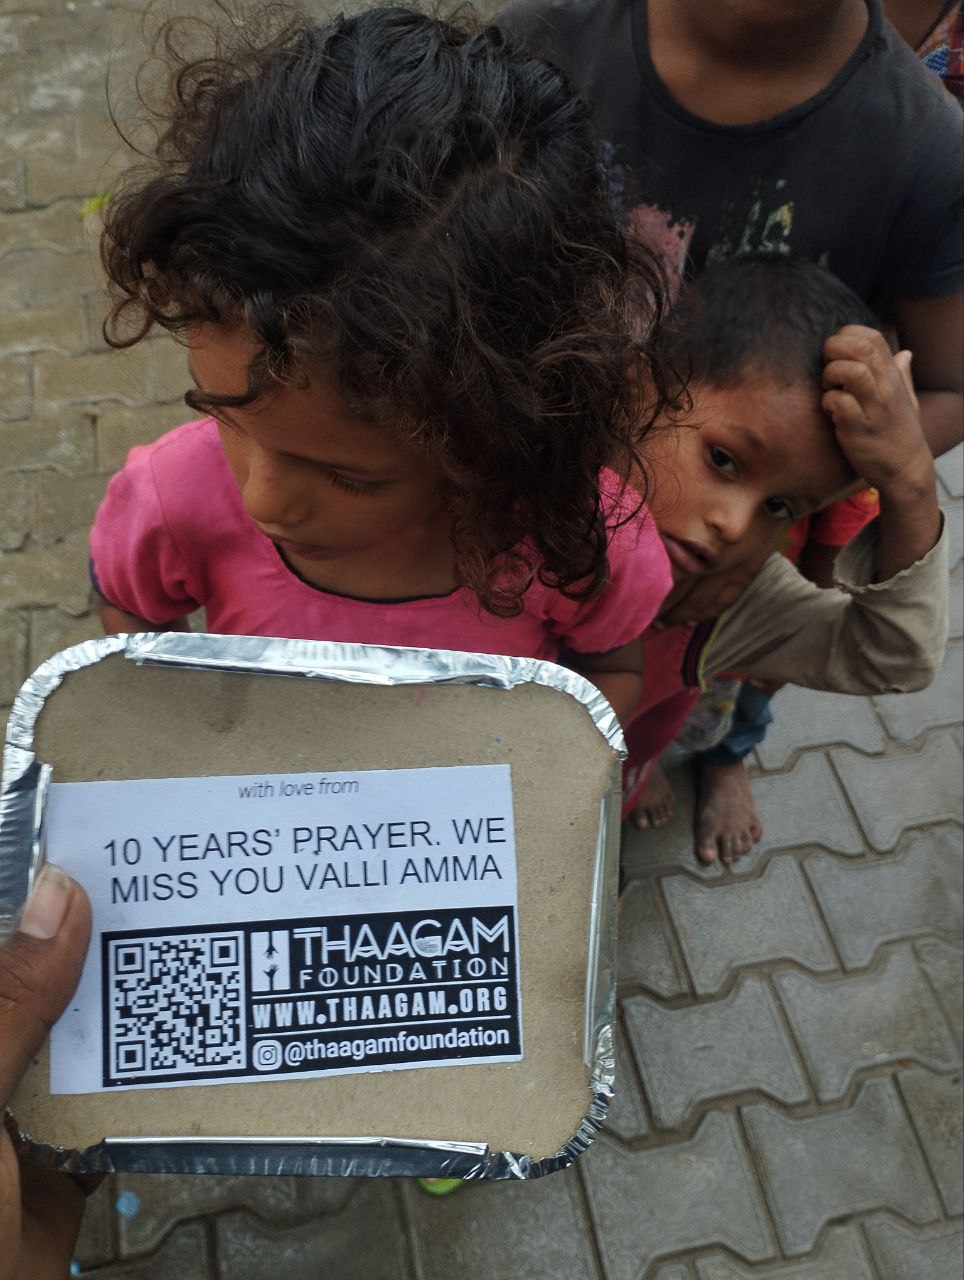 with love from
10 YEARS' PRAYER. WE
MISS YOU VALLI AMMA
THAAGAM
FOUNDATION
WWW.THAAGAM.ORG
@thaagamfoundation